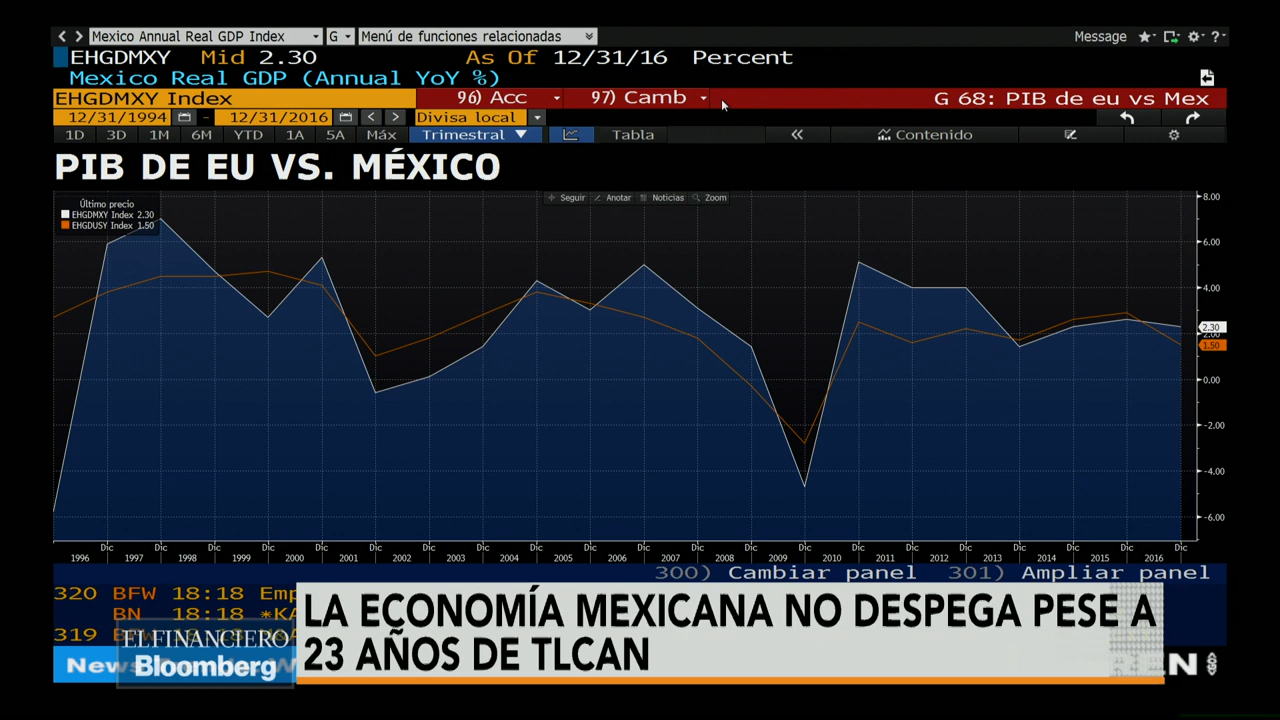 Mexico Annual Real GDP Index G Menú de funciones relacionadas Message
EHGDMXY Mid 2.30 As Of 12/31/16 Percent
Mexico Real GDP (Annual YoY %)
EHGDMXY Index 96) Acc 97) Camb G 68: PIB de eu vs Mex
12/31/1994 - 12/31/2016 Divisa local
1D 3D 1M 6M YTD 1A 5A Máx Trimestral Tabla Contenido
PIB DE EU VS. MÉXICO
Seguir Anotar Noticias Zoom
Último precio
EHGDMXY Index 2.30
EHGDUSY Index 1.50
8.00
6.00
4.00
2.30
2.00
1.50
0.00
-2.00
-4.00
-6.00
Dic Dic Dic Dic Dic Dic Dic Dic Dic Dic Dic Dic Dic Dic Dic Dic Dic Dic Dic Dic Dic
1996 1997 1998 1999 2000 2001 2002 2003 2004 2005 2006 2007 2008 2009 2010 2011 2012 2013 2014 2015 2016
300) Cambiar panel 301) Ampliar panel
320 BFW 18:18 Emp
BN 18:18 *KA
319
LA ECONOMÍA MEXICANA NO DESPEGA PESE A
23 AÑOS DE TLCAN
EL FINANCIERO
Bloomberg